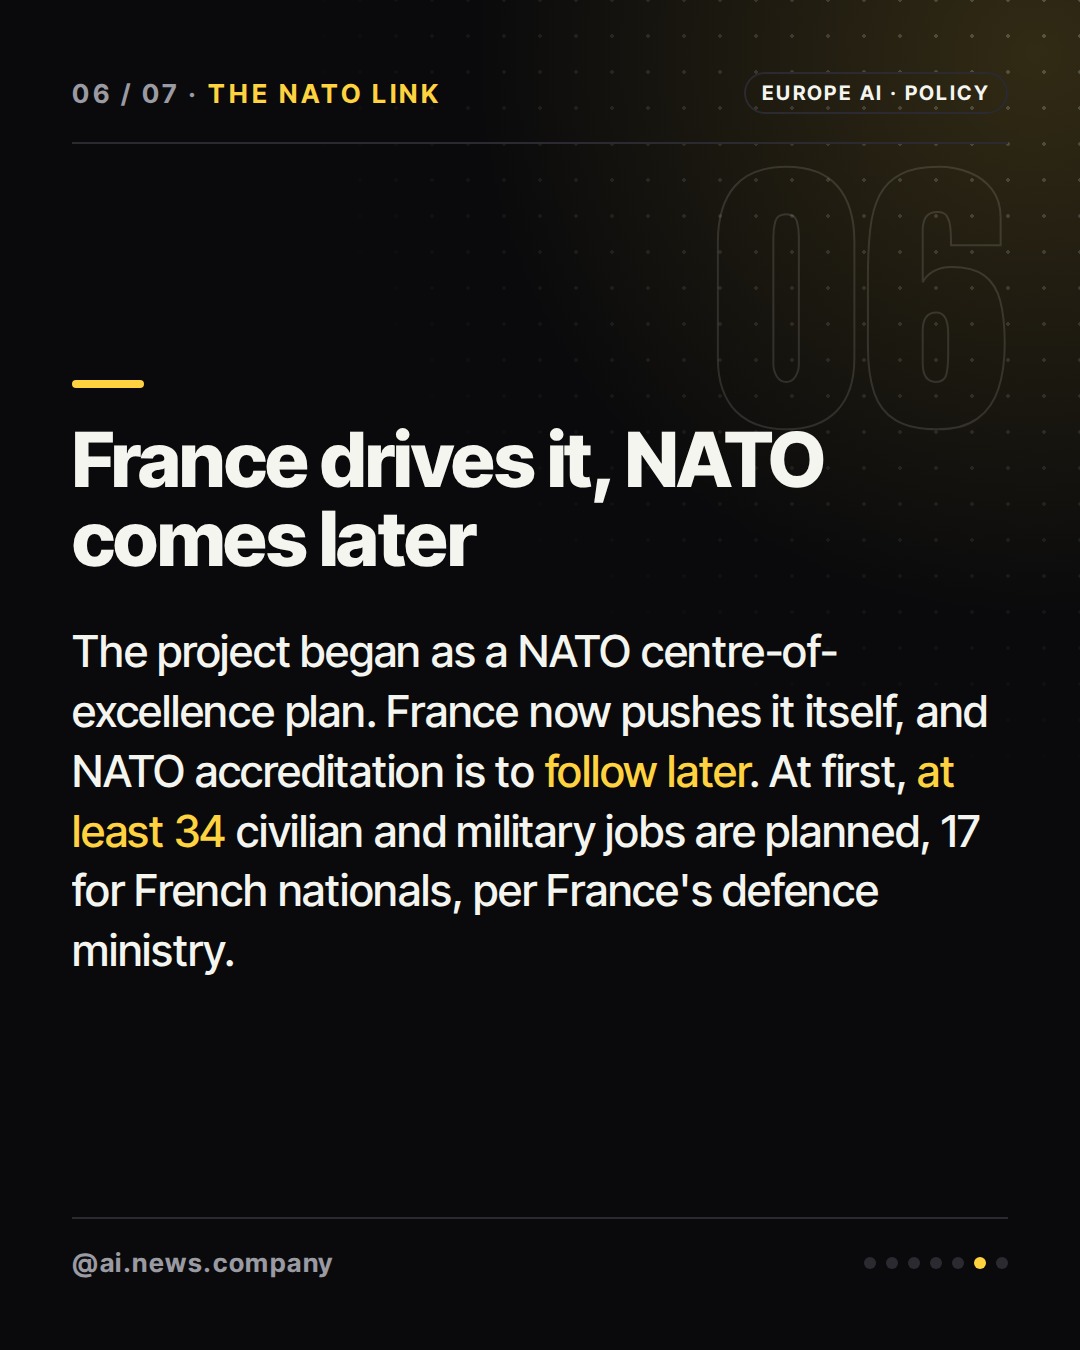 06 / 07 · THE NATO LINK
EUROPE AI · POLICY
06
France drives it, NATO
comes later
The project began as a NATO centre-of-
excellence plan. France now pushes it itself, and
NATO accreditation is to follow later. At first, at
least 34 civilian and military jobs are planned, 17
for French nationals, per France's defence
ministry.
@ai.news.company